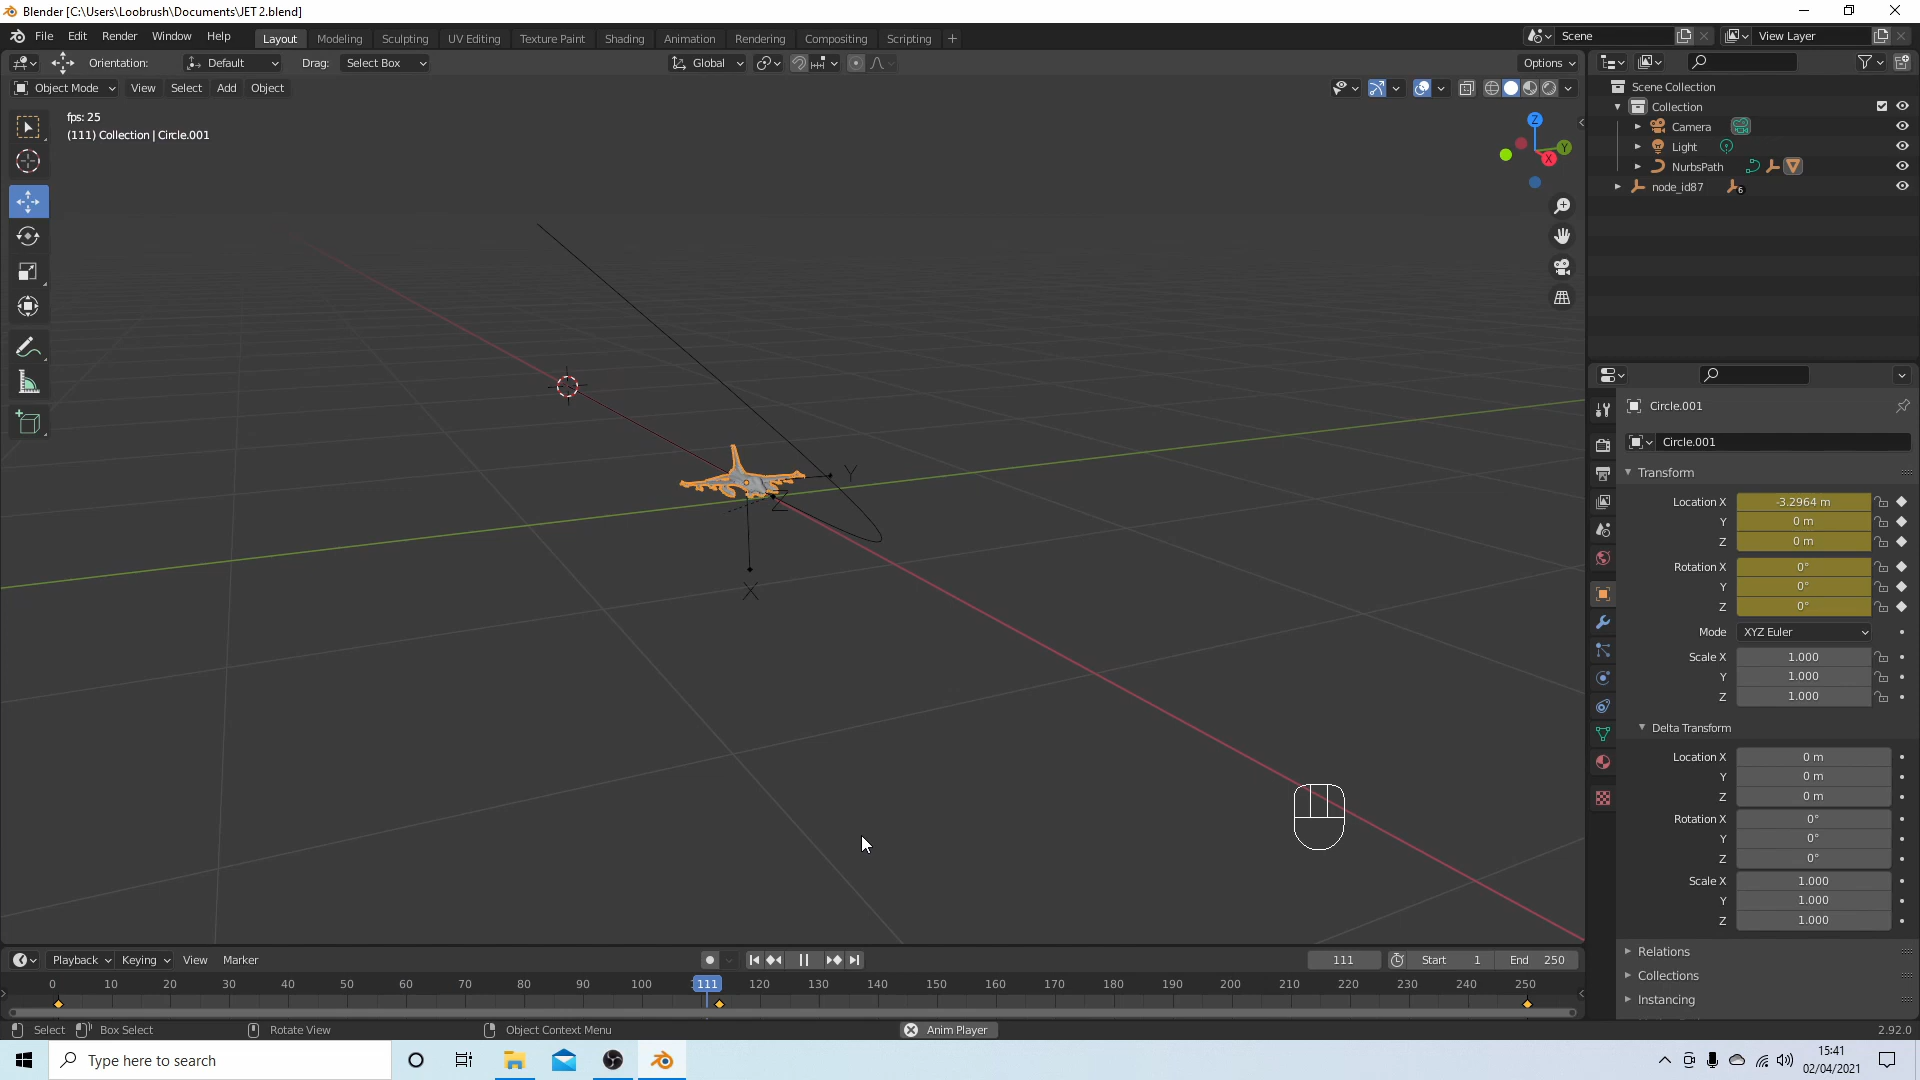 Blender [C:\Users\Loobrush\Documents\JET 2.blend]
File Edit Render Window Help
Layout Modeling Sculpting UV Editing Texture Paint Shading Animation Rendering Compositing Scripting
Scene
View Layer
Orientation: Default Drag: Select Box
Global
Options
Object Mode View Select Add Object
fps: 25
(111) Collection | Circle.001
Z
Y
X
Y
Z
X
Scene Collection
Collection
Camera
Light
NurbsPath
node_id87 6
Circle.001
Circle.001
Transform
Location X -3.2964 m
Y 0 m
Z 0 m
Rotation X 0°
Y 0°
Z 0°
Mode XYZ Euler
Scale X 1.000
Y 1.000
Z 1.000
Delta Transform
Location X 0 m
Y 0 m
Z 0 m
Rotation X 0°
Y 0°
Z 0°
Scale X 1.000
Y 1.000
Z 1.000
Relations
Collections
Instancing
Playback Keying View Marker
111 Start 1 End 250
0 10 20 30 40 50 60 70 80 90 100 111 120 130 140 150 160 170 180 190 200 210 220 230 240 250
Select Box Select Rotate View Object Context Menu Anim Player 2.92.0
Type here to search
15:41
02/04/2021